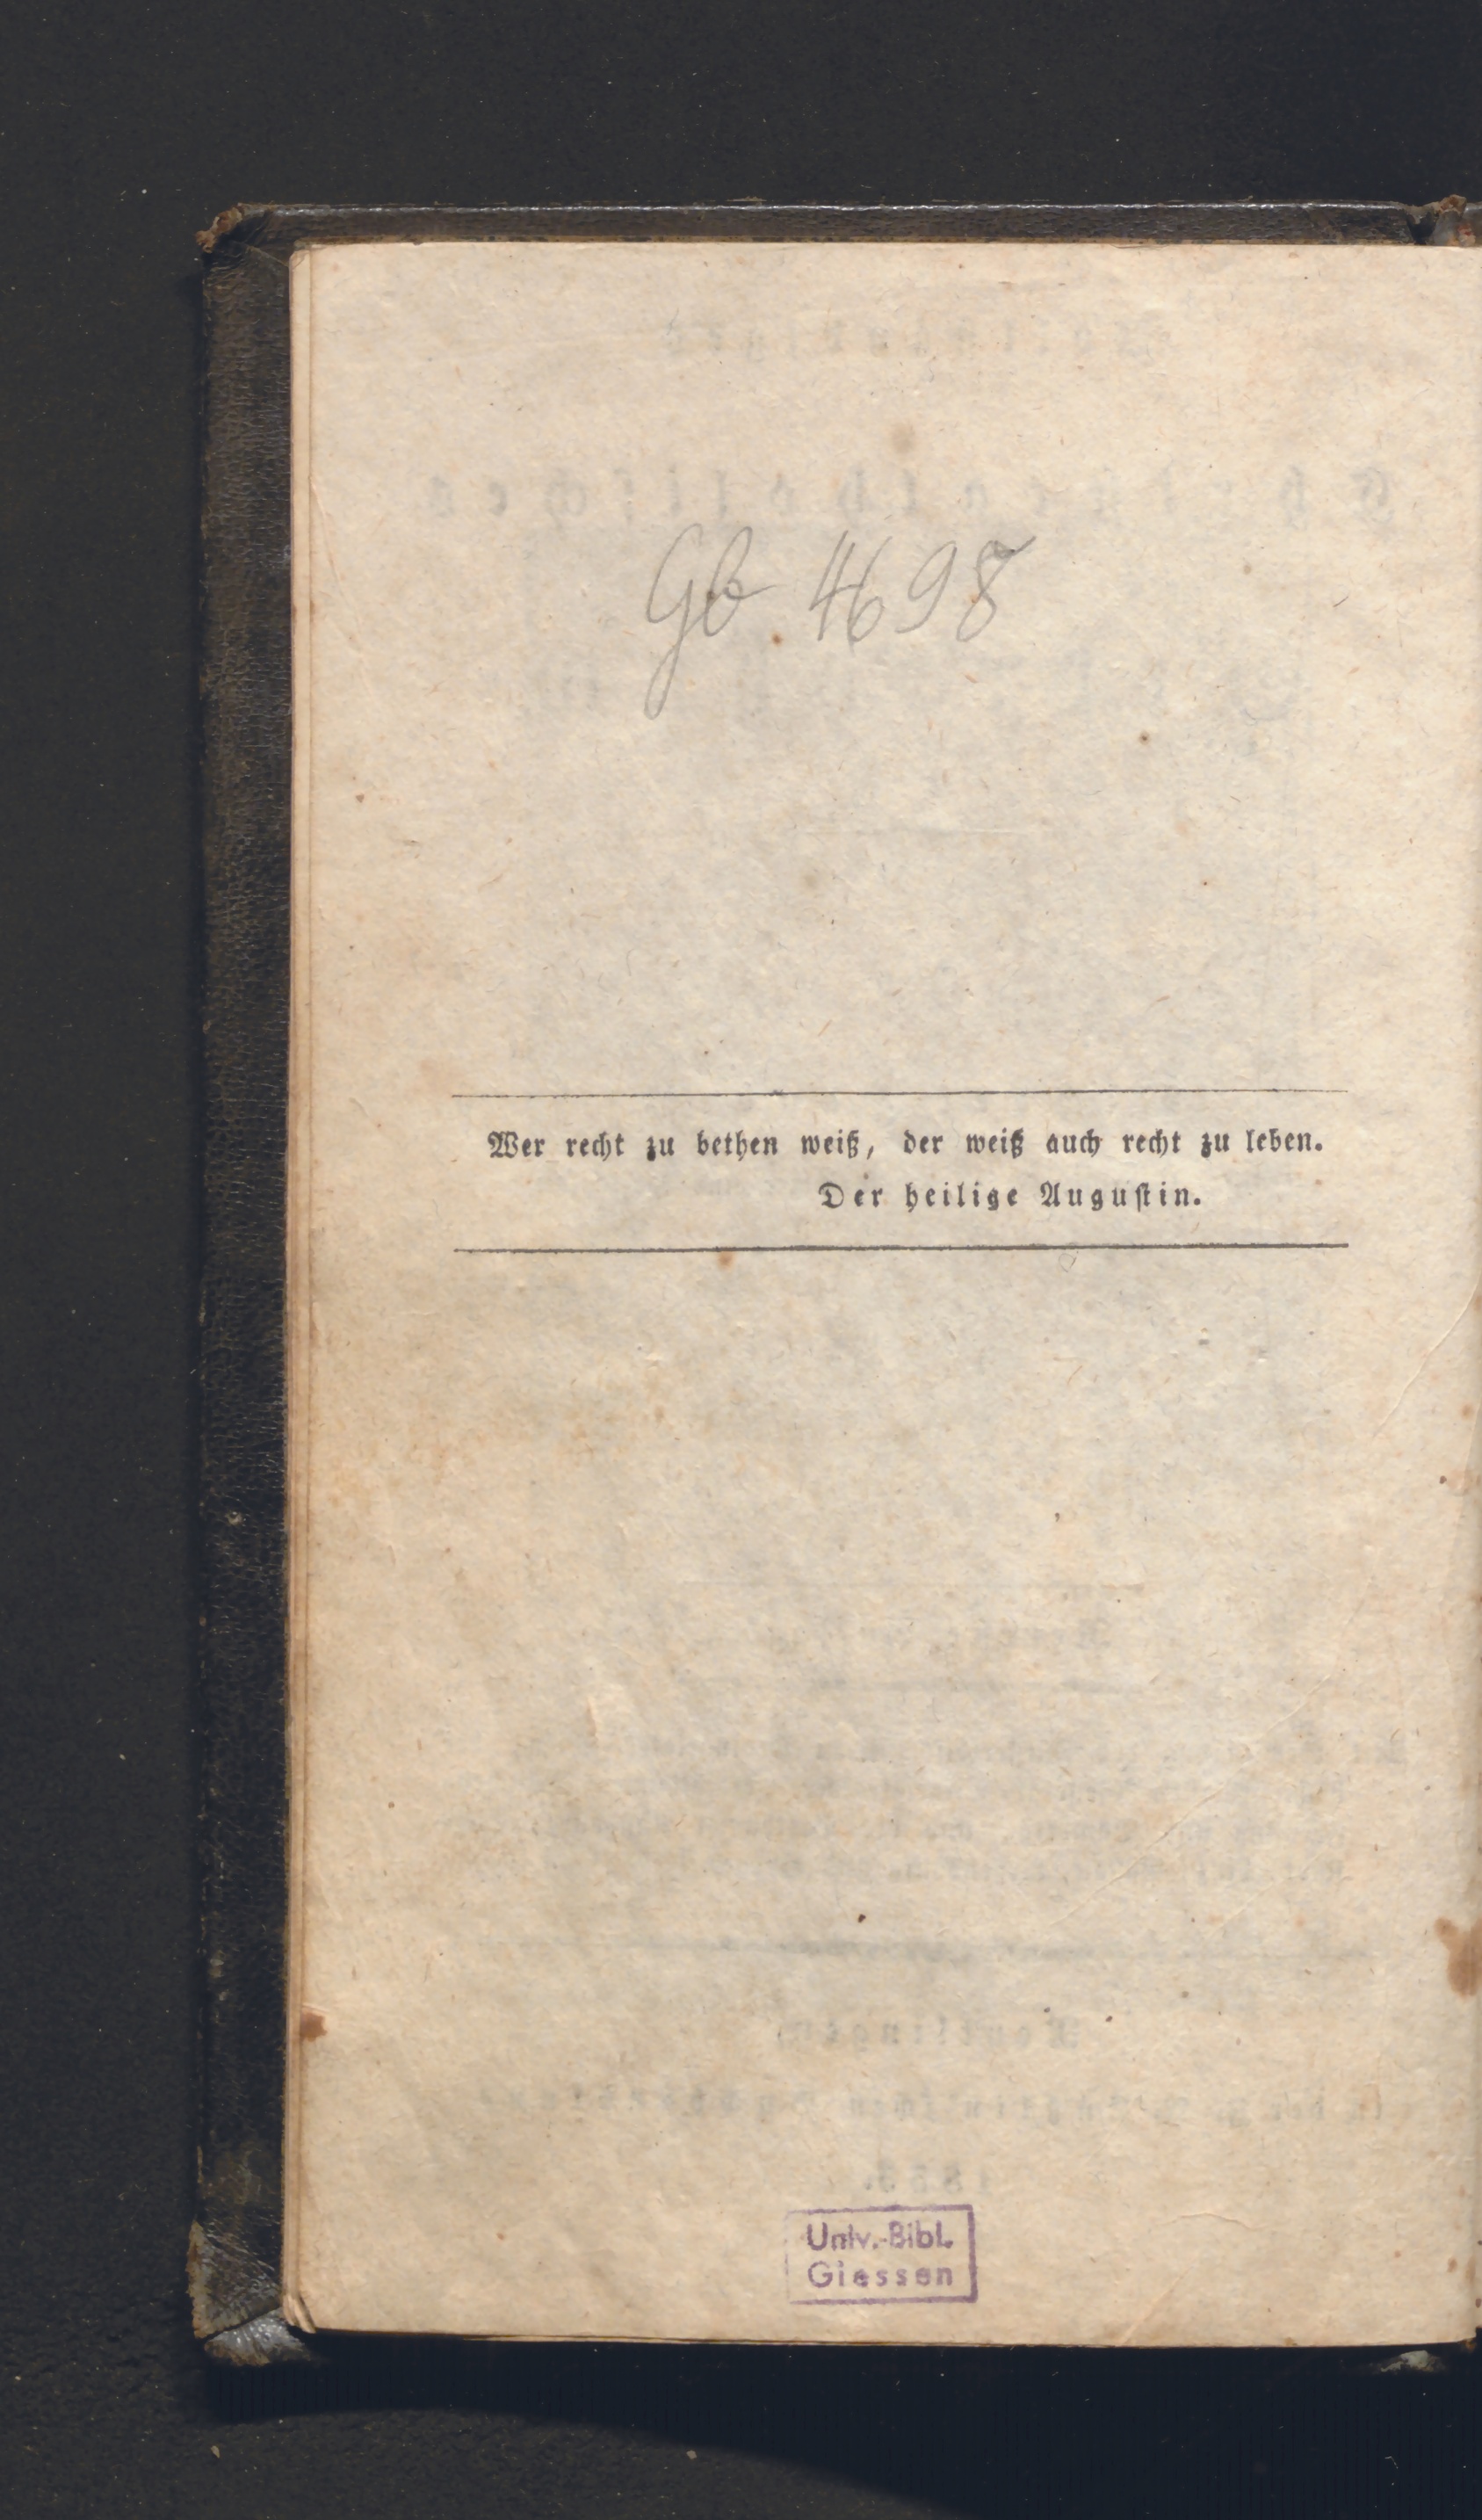 Gb 4698
Wer recht zu bethen weiß, der weiß auch recht zu leben.
Der heilige Augustin.
Univ.-Bibl.
Giessen